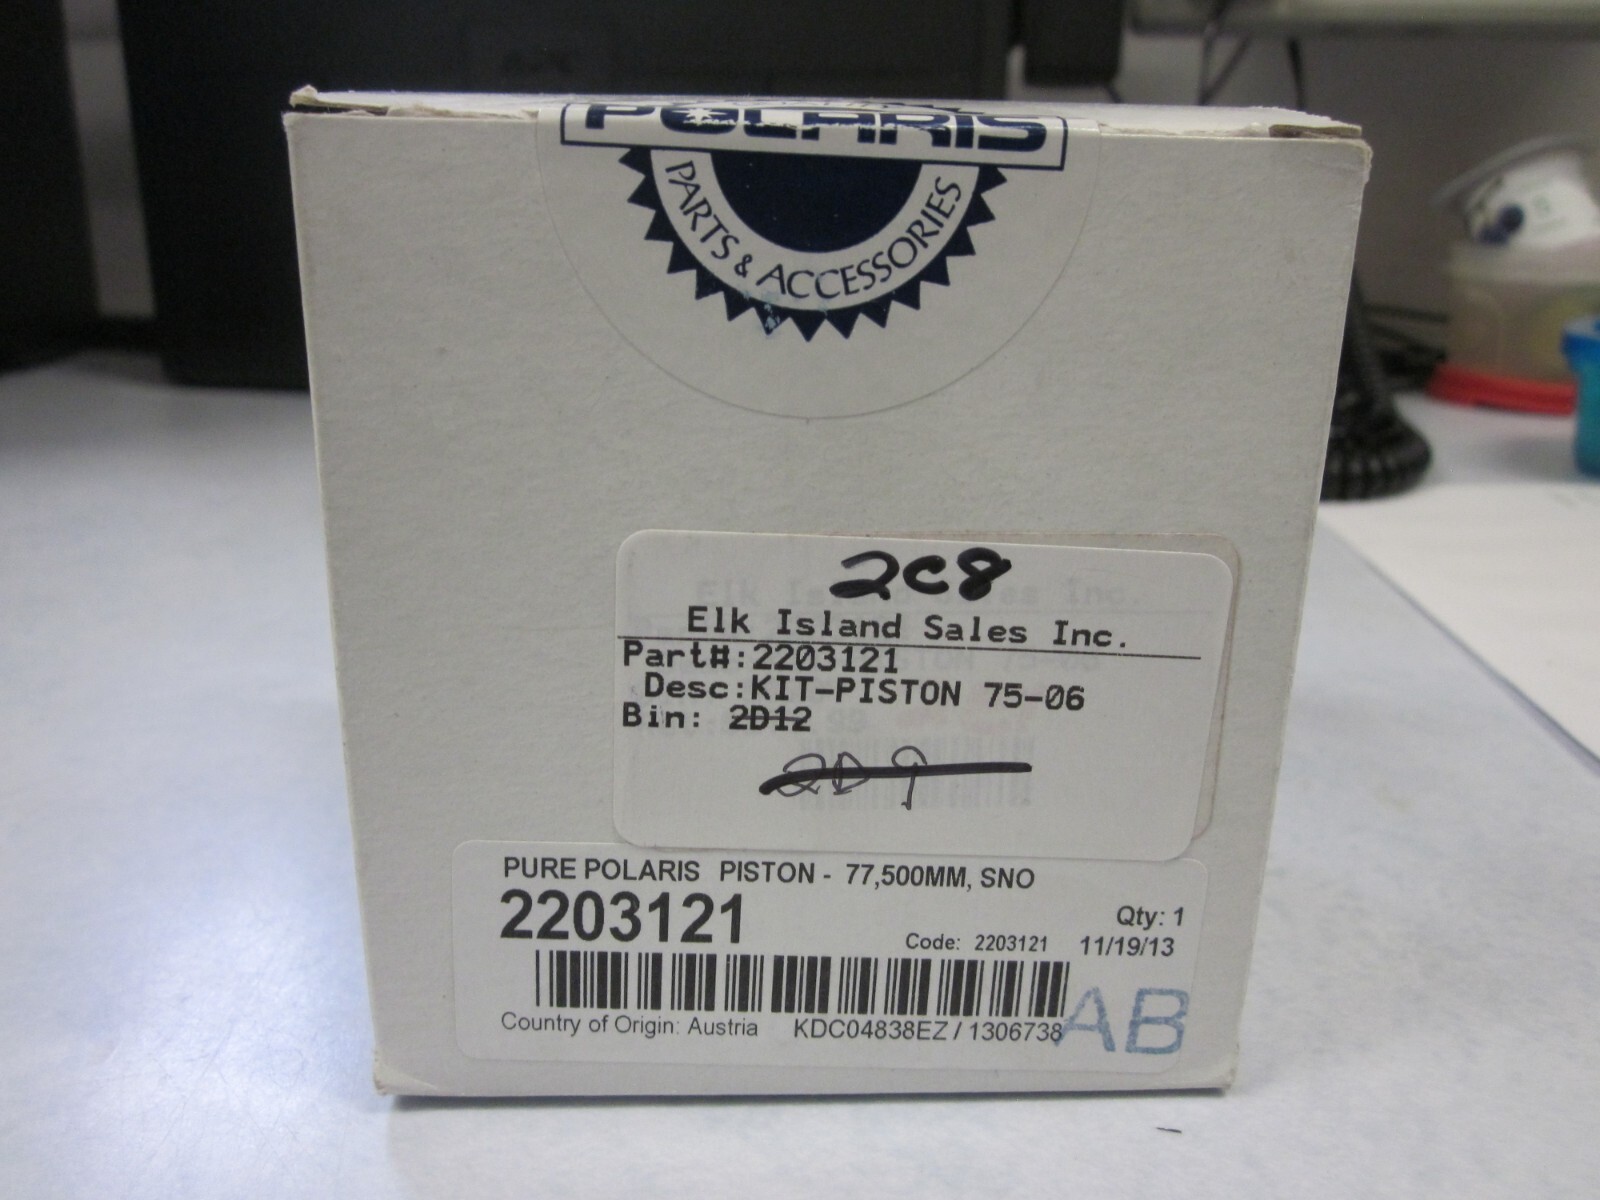 POLARIS
PARTS & ACCESSORIES
2C8
Elk Island Sales Inc.
Part#:2203121
Desc:KIT-PISTON 75-06
Bin: 2D12
2D9
PURE POLARIS PISTON - 77,500MM, SNO
2203121
Qty: 1
Code: 2203121 11/19/13
Country of Origin: Austria KDC04838EZ / 1306738
AB